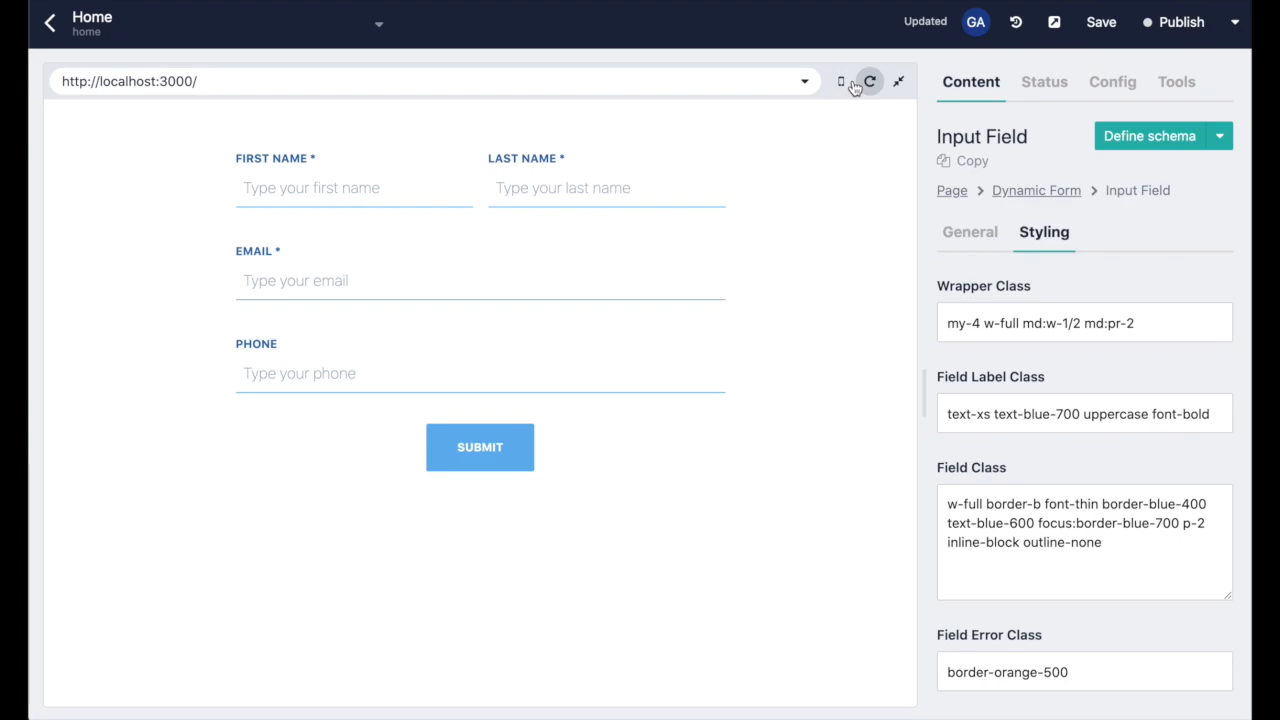 Home
home
Updated
GA
Save
Publish
http://localhost:3000/
FIRST NAME *
Type your first name
LAST NAME *
Type your last name
EMAIL *
Type your email
PHONE
Type your phone
SUBMIT
Content
Status
Config
Tools
Input Field
Define schema
Copy
Page > Dynamic Form > Input Field
General
Styling
Wrapper Class
my-4 w-full md:w-1/2 md:pr-2
Field Label Class
text-xs text-blue-700 uppercase font-bold
Field Class
w-full border-b font-thin border-blue-400
text-blue-600 focus:border-blue-700 p-2
inline-block outline-none
Field Error Class
border-orange-500